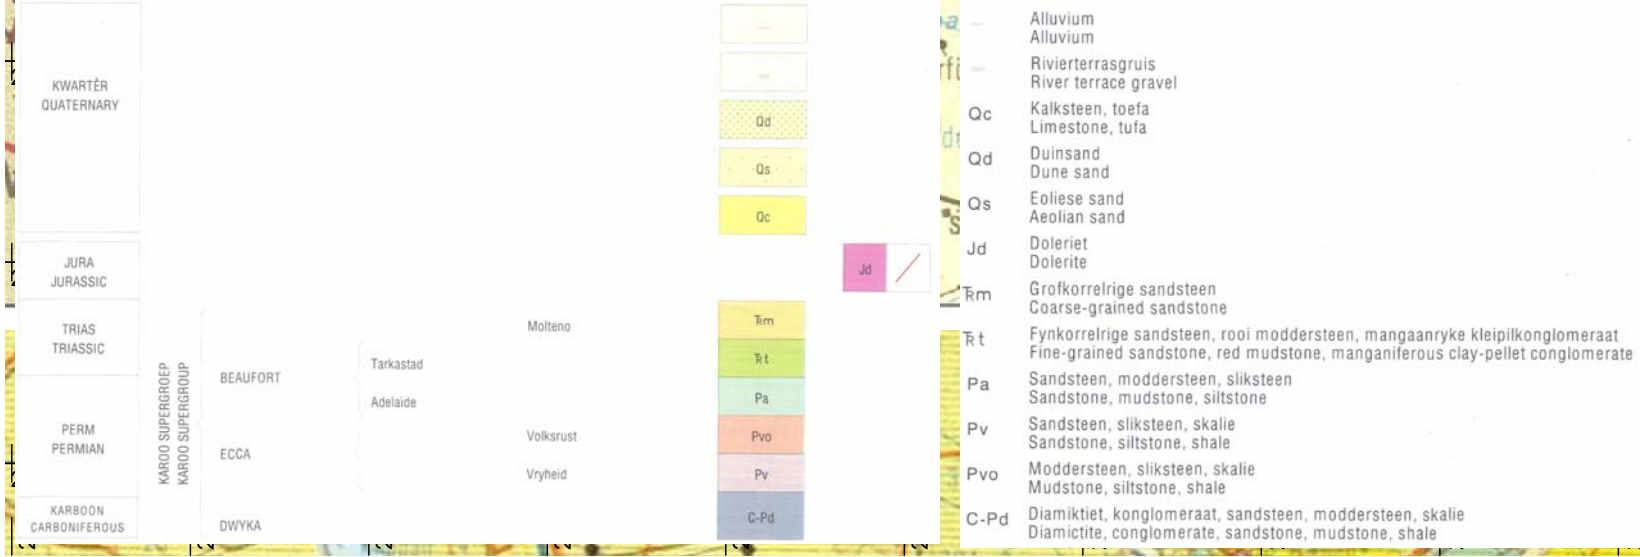 KWARTÊR
QUATERNARY
Qd
Qs
Qc
JURA
JURASSIC
Jd
TRIAS
TRIASSIC
PERM
PERMIAN
KARBOON
CARBONIFEROUS
KAROO SUPERGROEP
KAROO SUPERGROUP
BEAUFORT
ECCA
DWYKA
Tarkastad
Adelaide
Molteno
Volksrust
Vryheid
Ꞧm
Ꞧt
Pa
Pvo
Pv
C-Pd
Alluvium
Alluvium
Rivierterrasgruis
River terrace gravel
Qc Kalksteen, toefa
Limestone, tufa
Qd Duinsand
Dune sand
Qs Eoliese sand
Aeolian sand
Jd Doleriet
Dolerite
Ꞧm Grofkorrelrige sandsteen
Coarse-grained sandstone
Ꞧt Fynkorrelrige sandsteen, rooi moddersteen, mangaanryke kleipilkonglomeraat
Fine-grained sandstone, red mudstone, manganiferous clay-pellet conglomerate
Pa Sandsteen, moddersteen, sliksteen
Sandstone, mudstone, siltstone
Pv Sandsteen, sliksteen, skalie
Sandstone, siltstone, shale
Pvo Moddersteen, sliksteen, skalie
Mudstone, siltstone, shale
C-Pd Diamiktiet, konglomeraat, sandsteen, moddersteen, skalie
Diamictite, conglomerate, sandstone, mudstone, shale